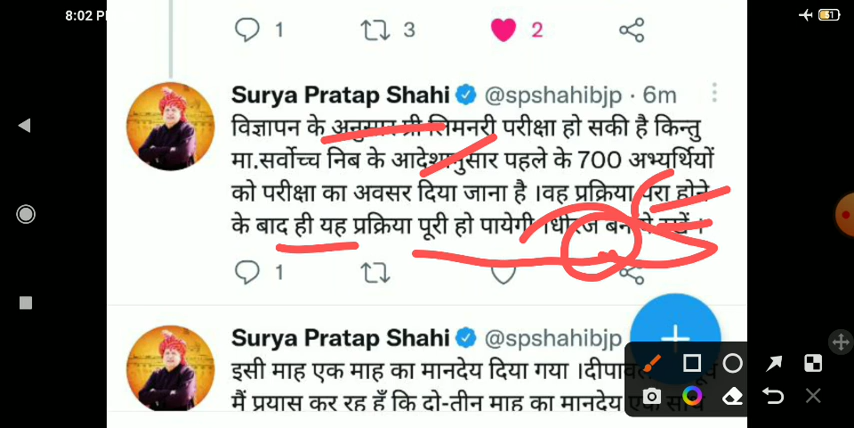 8:02
1 3 2
Surya Pratap Shahi @spshahibjp · 6m
विज्ञापन के अनुसार प्री लिमनरी परीक्षा हो सकी है किन्तु
मा.सर्वोच्च निब के आदेशानुसार पहले के 700 अभ्यर्थियों
को परीक्षा का अवसर दिया जाना है ।वह प्रक्रिया होने
के बाद ही यह प्रक्रिया पूरी हो पायेगी ।धीरज
1
Surya Pratap Shahi @spshahibjp
इसी माह एक माह का मानदेय दिया गया ।
मैं प्रयास कर रह हूँ कि दो-तीन माह का मानदेय